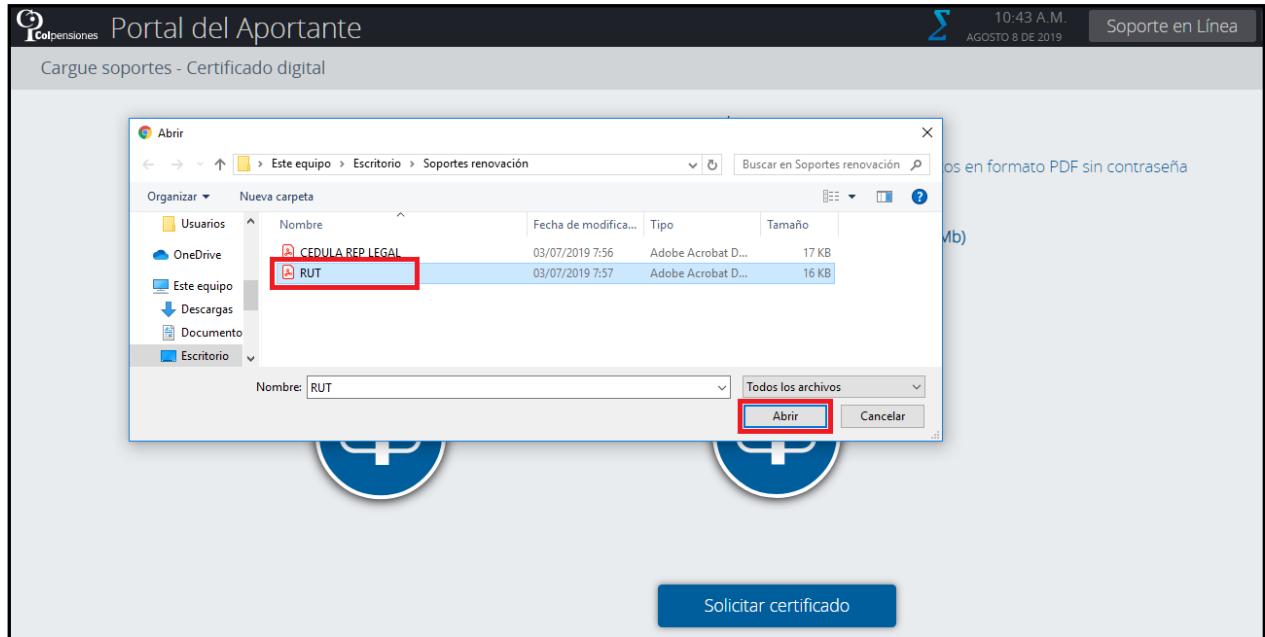 Colpensiones Portal del Aportante
10:43 A.M.
AGOSTO 8 DE 2019
Soporte en Línea
Cargue soportes - Certificado digital
Abrir
Este equipo > Escritorio > Soportes renovación
Buscar en Soportes renovación
os en formato PDF sin contraseña
Organizar
Nueva carpeta
Usuarios
Nombre
Fecha de modifica...
Tipo
Tamaño
Mb)
OneDrive
CEDULA REP LEGAL
03/07/2019 7:56
Adobe Acrobat D...
17 KB
RUT
03/07/2019 7:57
Adobe Acrobat D...
16 KB
Este equipo
Descargas
Documento
Escritorio
Nombre: RUT
Todos los archivos
Abrir
Cancelar
Solicitar certificado